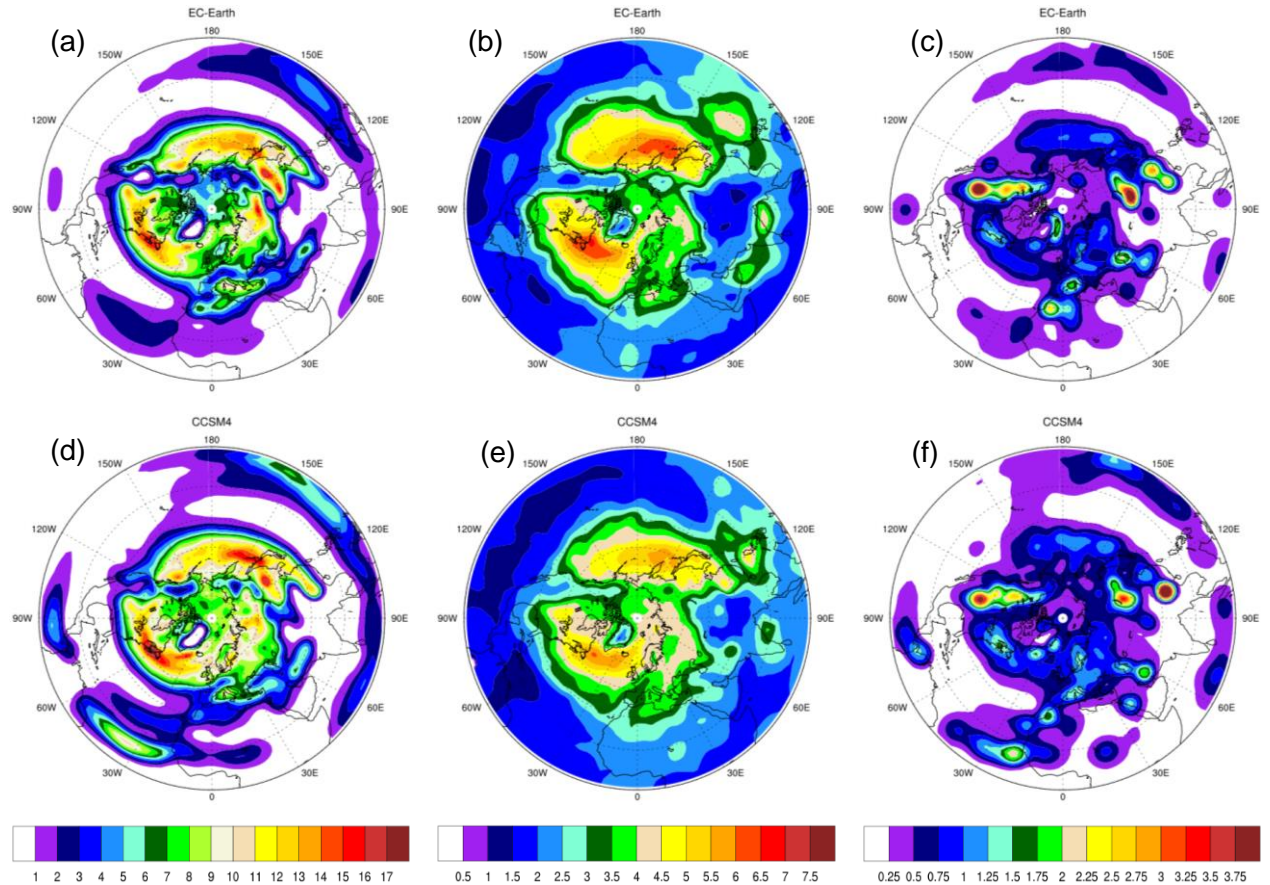 EC-Earth
(a)
180
150W
150E
120W
120E
90W
90E
60W
60E
30W
30E
0
EC-Earth
(b)
180
150W
150E
120W
120E
90W
90E
60W
60E
30W
30E
0
EC-Earth
(c)
180
150W
150E
120W
120E
90W
90E
60W
60E
30W
30E
0
CCSM4
(d)
180
150W
150E
120W
120E
90W
90E
60W
60E
30W
30E
0
CCSM4
(e)
180
150W
150E
120W
120E
90W
90E
60W
60E
30W
30E
0
CCSM4
(f)
180
150W
150E
120W
120E
90W
90E
60W
60E
30W
30E
0
1 2 3 4 5 6 7 8 9 10 11 12 13 14 15 16 17
0.5 1 1.5 2 2.5 3 3.5 4 4.5 5 5.5 6 6.5 7 7.5
0.25 0.5 0.75 1 1.25 1.5 1.75 2 2.25 2.5 2.75 3 3.25 3.5 3.75